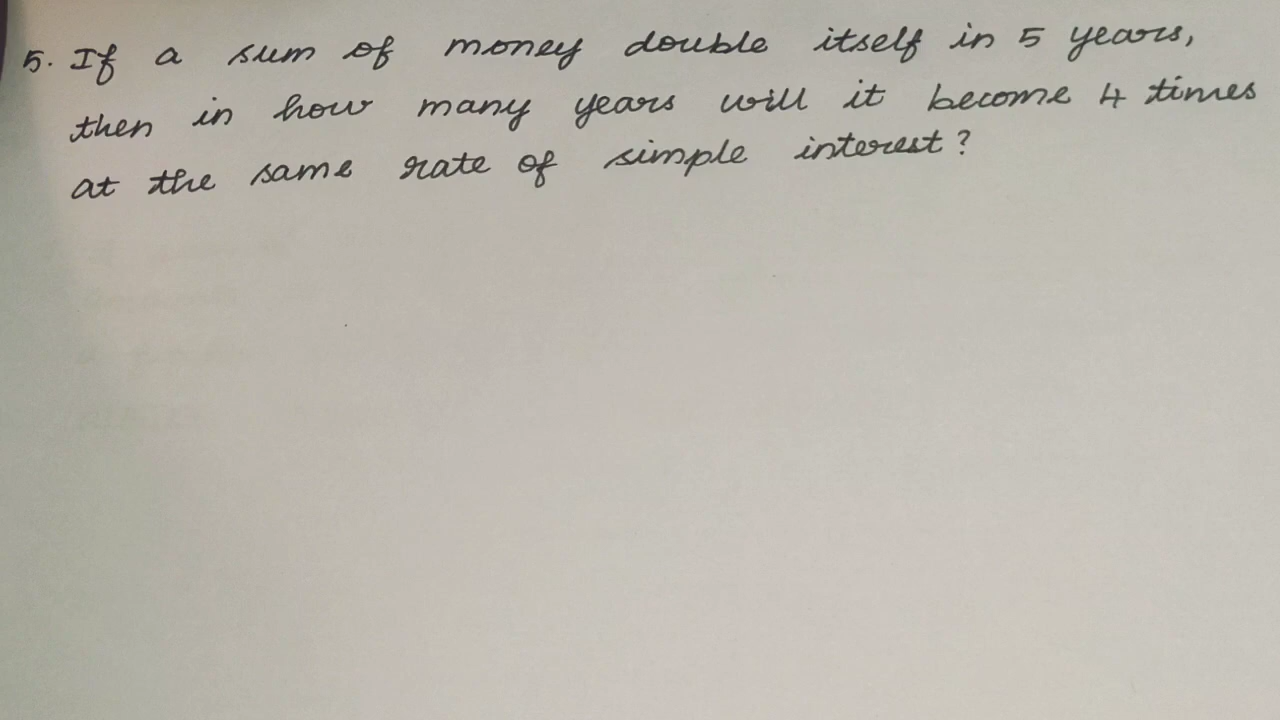 5. If a sum of money double itself in 5 years,
then in how many years will it become 4 times
at the same rate of simple interest?